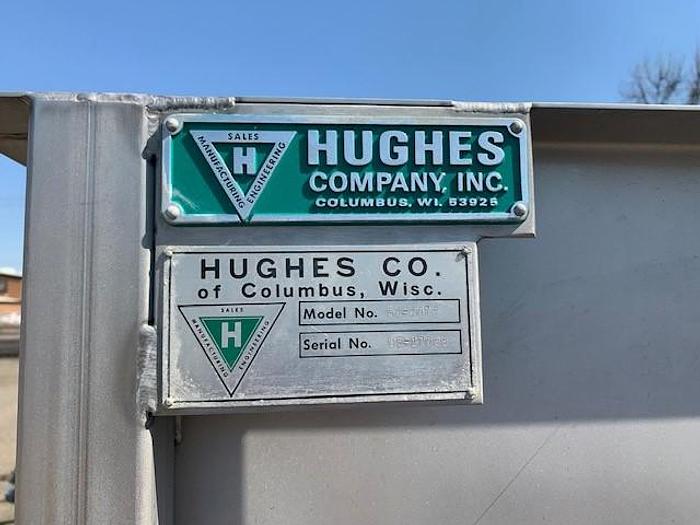 SALES
MANUFACTURING
ENGINEERING
H
HUGHES
COMPANY, INC.
COLUMBUS, WI. 53925
HUGHES CO.
of Columbus, Wisc.
SALES
MANUFACTURING
ENGINEERING
H
Model No.
Serial No.